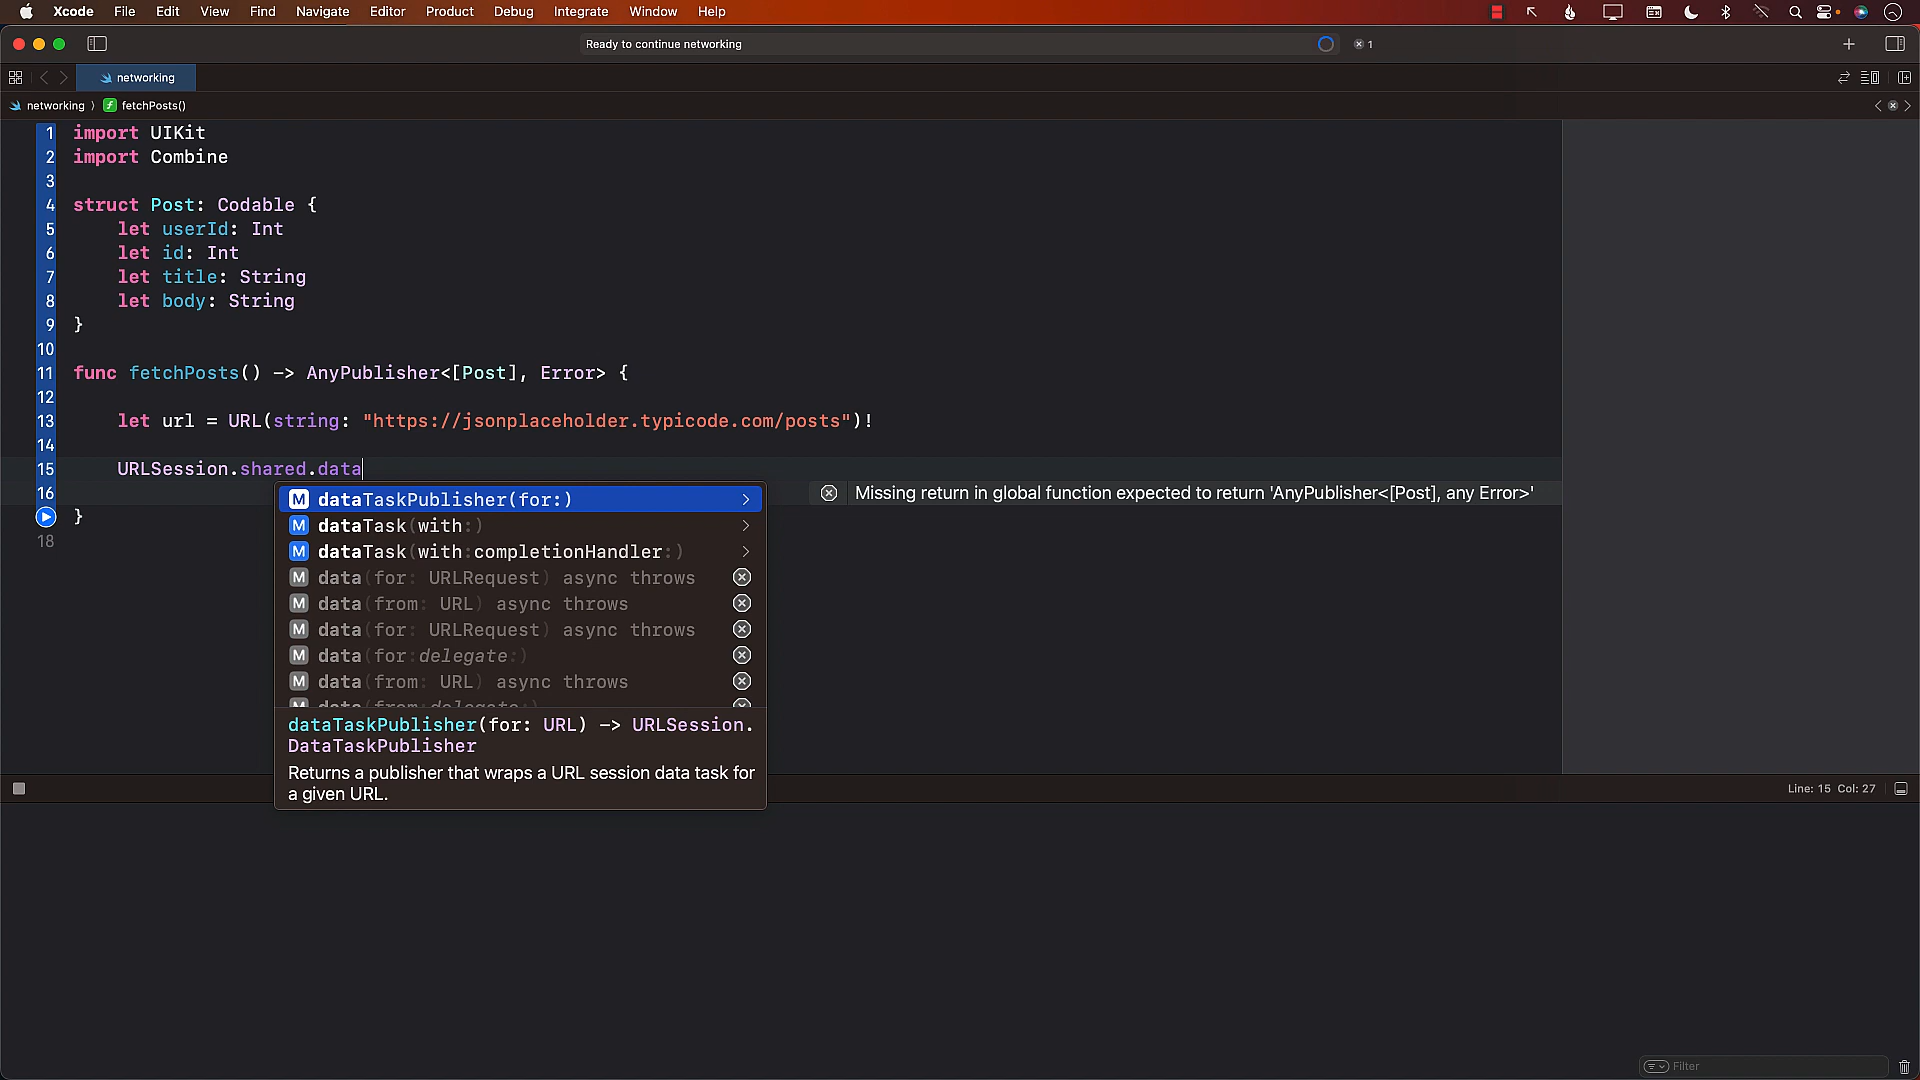 Xcode File Edit View Find Navigate Editor Product Debug Integrate Window Help
Ready to continue networking 1
networking
networking fetchPosts()
1 import UIKit
2 import Combine
3
4 struct Post: Codable {
5 let userId: Int
6 let id: Int
7 let title: String
8 let body: String
9 }
10
11 func fetchPosts() -> AnyPublisher<[Post], Error> {
12
13 let url = URL(string: "https://jsonplaceholder.typicode.com/posts")!
14
15 URLSession.shared.data
16 Missing return in global function expected to return 'AnyPublisher<[Post], any Error>'
}
18
M dataTaskPublisher(for:)
M dataTask(with:)
M dataTask(with:completionHandler:)
M data(for: URLRequest) async throws
M data(from: URL) async throws
M data(for: URLRequest) async throws
M data(for:delegate:)
M data(from: URL) async throws
M data(from:delegate:)
dataTaskPublisher(for: URL) -> URLSession.
DataTaskPublisher
Returns a publisher that wraps a URL session data task for
a given URL.
Line: 15 Col: 27
Filter